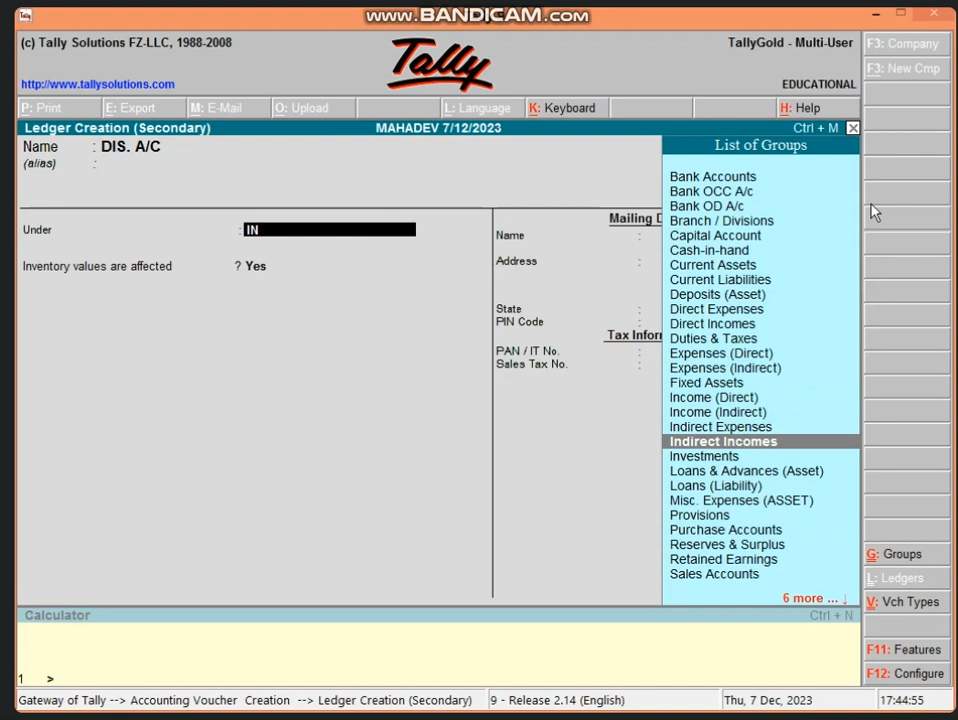 www.BANDICAM.com
Tally
(c) Tally Solutions FZ-LLC, 1988-2008
Tally
TallyGold - Multi-User
http://www.tallysolutions.com
EDUCATIONAL
P: Print
E: Export
M: E-Mail
O: Upload
L: Language
K: Keyboard
H: Help
Ledger Creation (Secondary)
MAHADEV 7/12/2023
Ctrl + M
Name : DIS. A/C
(alias) :
Under : IN
Inventory values are affected ? Yes
Mailing D
Name :
Address :
State :
PIN Code :
Tax Infor
PAN / IT No. :
Sales Tax No. :
List of Groups
Bank Accounts
Bank OCC A/c
Bank OD A/c
Branch / Divisions
Capital Account
Cash-in-hand
Current Assets
Current Liabilities
Deposits (Asset)
Direct Expenses
Direct Incomes
Duties & Taxes
Expenses (Direct)
Expenses (Indirect)
Fixed Assets
Income (Direct)
Income (Indirect)
Indirect Expenses
Indirect Incomes
Investments
Loans & Advances (Asset)
Loans (Liability)
Misc. Expenses (ASSET)
Provisions
Purchase Accounts
Reserves & Surplus
Retained Earnings
Sales Accounts
6 more ... ↓
F3: Company
F3: New Cmp
G: Groups
L: Ledgers
V: Vch Types
F11: Features
F12: Configure
Calculator
Ctrl + N
1 >
Gateway of Tally --> Accounting Voucher Creation --> Ledger Creation (Secondary)
9 - Release 2.14 (English)
Thu, 7 Dec, 2023
17:44:55